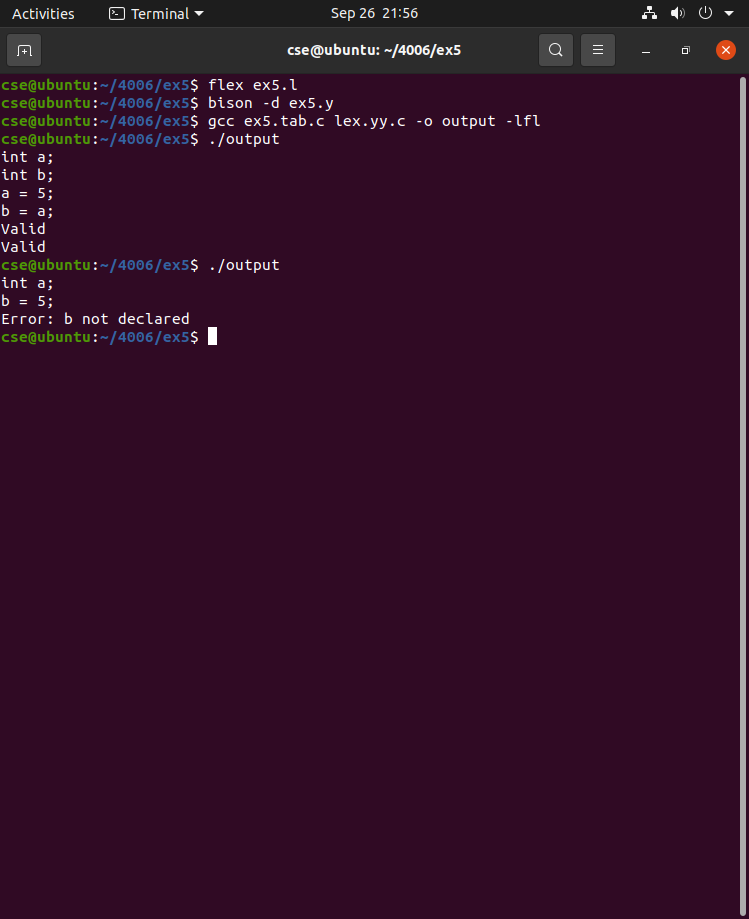 Activities Terminal Sep 26 21:56
cse@ubuntu: ~/4006/ex5
cse@ubuntu:~/4006/ex5$ flex ex5.l
cse@ubuntu:~/4006/ex5$ bison -d ex5.y
cse@ubuntu:~/4006/ex5$ gcc ex5.tab.c lex.yy.c -o output -lfl
cse@ubuntu:~/4006/ex5$ ./output
int a;
int b;
a = 5;
b = a;
Valid
Valid
cse@ubuntu:~/4006/ex5$ ./output
int a;
b = 5;
Error: b not declared
cse@ubuntu:~/4006/ex5$